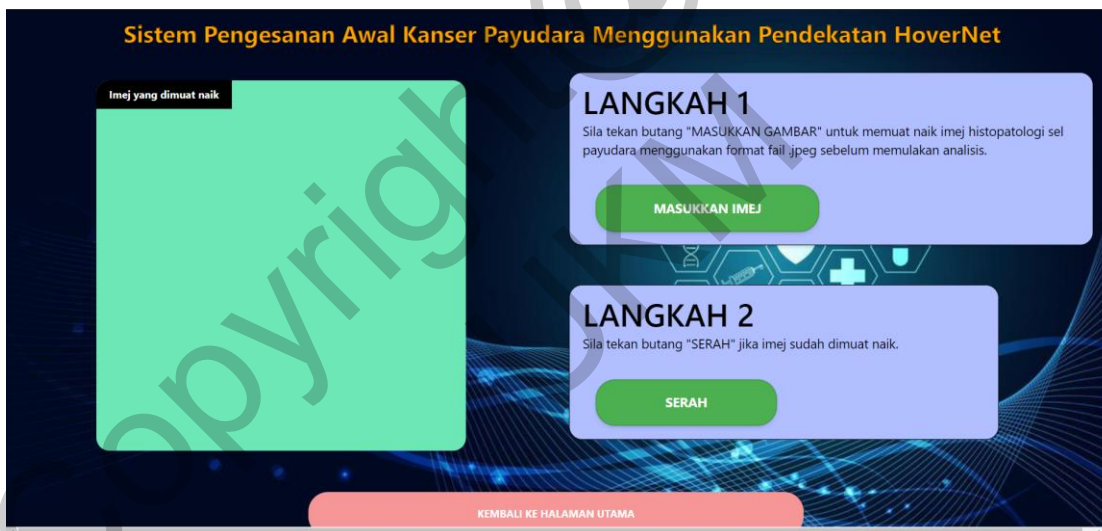 Sistem Pengesanan Awal Kanser Payudara Menggunakan Pendekatan HoverNet
Imej yang dimuat naik
LANGKAH 1
Sila tekan butang "MASUKKAN GAMBAR" untuk memuat naik imej histopatologi sel
payudara menggunakan format fail .jpeg sebelum memulakan analisis.
MASUKKAN IMEJ
LANGKAH 2
Sila tekan butang "SERAH" jika imej sudah dimuat naik.
SERAH
KEMBALI KE HALAMAN UTAMA
Copyright@
UKM